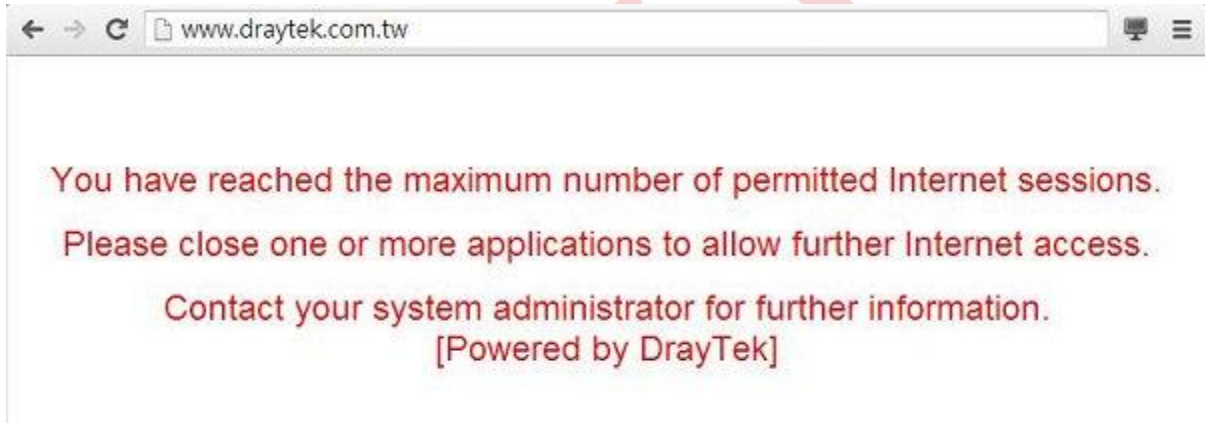 www.draytek.com.tw
You have reached the maximum number of permitted Internet sessions.
Please close one or more applications to allow further Internet access.
Contact your system administrator for further information.
[Powered by DrayTek]